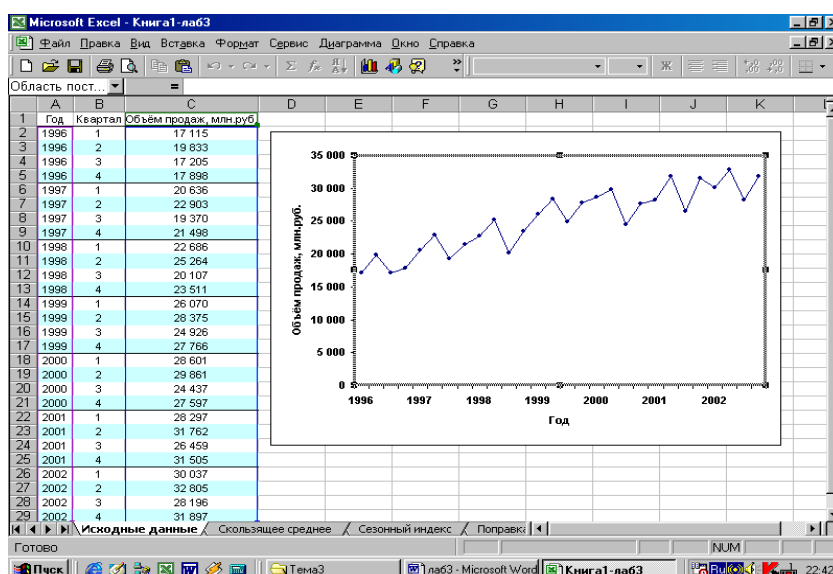 Microsoft Excel - Книга1-лаб3
Файл Правка Вид Вставка Формат Сервис Диаграмма Окно Справка
Область пост... =
A B C D E F G H I J K
1 Год Квартал Объём продаж, млн.руб.
2 1996 1 17 115
3 1996 2 19 833
4 1996 3 17 205
5 1996 4 17 898
6 1997 1 20 636
7 1997 2 22 903
8 1997 3 19 370
9 1997 4 21 498
10 1998 1 22 686
11 1998 2 25 264
12 1998 3 20 107
13 1998 4 23 511
14 1999 1 26 070
15 1999 2 28 375
16 1999 3 24 926
17 1999 4 27 766
18 2000 1 28 601
19 2000 2 29 861
20 2000 3 24 437
21 2000 4 27 597
22 2001 1 28 297
23 2001 2 31 762
24 2001 3 26 459
25 2001 4 31 505
26 2002 1 30 037
27 2002 2 32 805
28 2002 3 28 196
29 2002 4 31 897
Объём продаж, млн.руб.
35 000
30 000
25 000
20 000
15 000
10 000
5 000
0
1996 1997 1998 1999 2000 2001 2002
Год
Исходные данные Скользящее среднее Сезонный индекс Поправка
Готово NUM
Пуск Тема3 лаб3 - Microsoft Word Книга1-лаб3 Ru 22:42